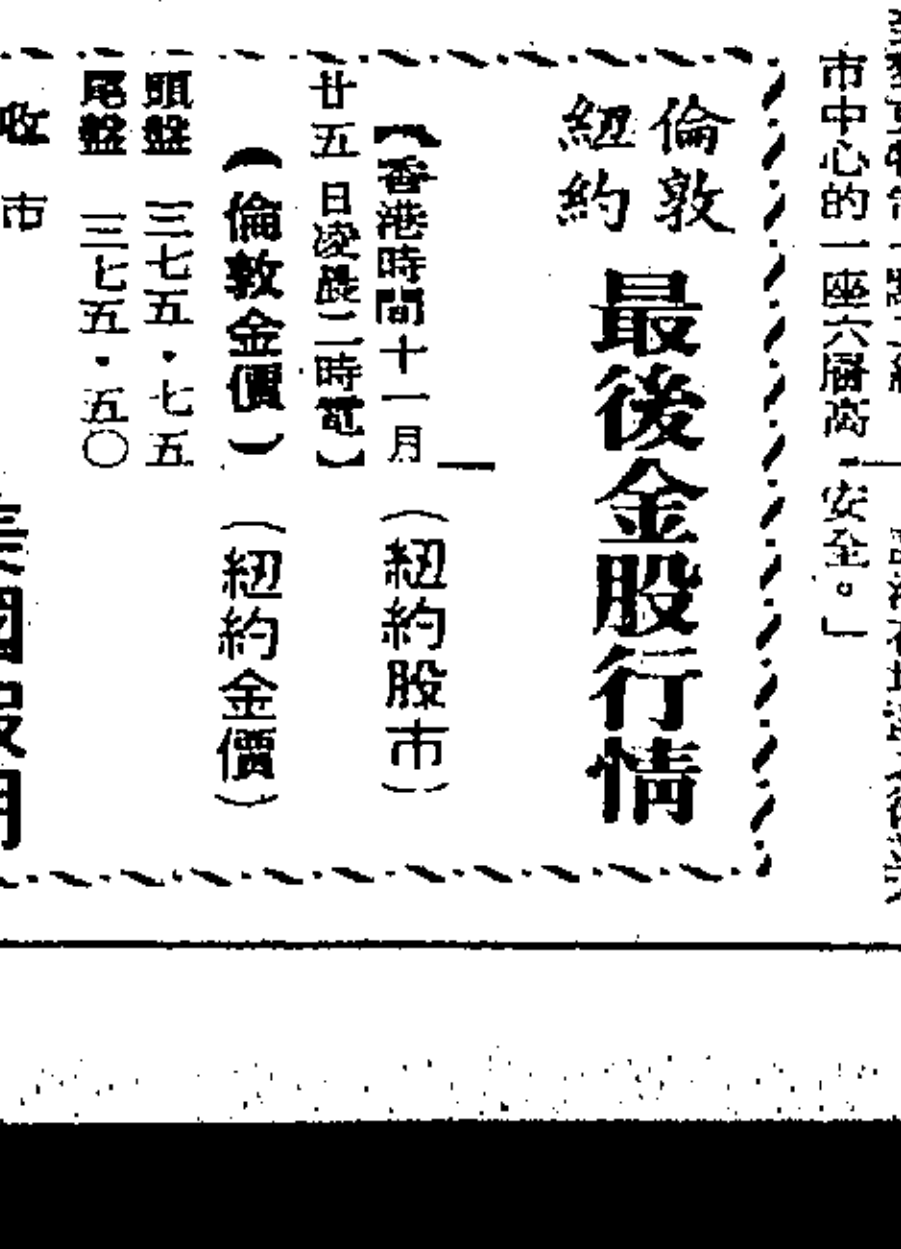 市中心的一座六層高
安全。」
倫敦
紐約
最後金股行情
【香港時間十一月
廿五日凌晨二時電】
（倫敦金價）
頭盤　三七五・七五
尾盤　三七五・五〇
收市
（紐約股市）
（紐約金價）